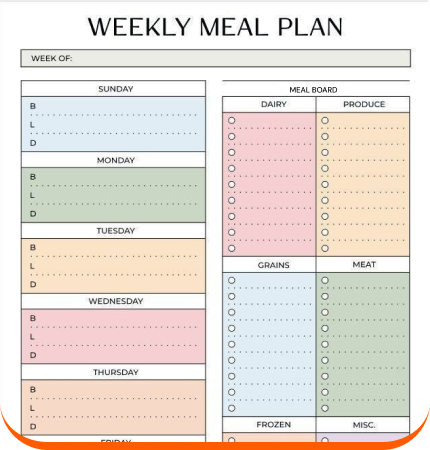 WEEKLY MEAL PLAN
WEEK OF:
SUNDAY
B
L
D
MONDAY
B
L
D
TUESDAY
B
L
D
WEDNESDAY
B
L
D
THURSDAY
B
L
D
FRIDAY
MEAL BOARD
DAIRY PRODUCE
GRAINS MEAT
FROZEN MISC.